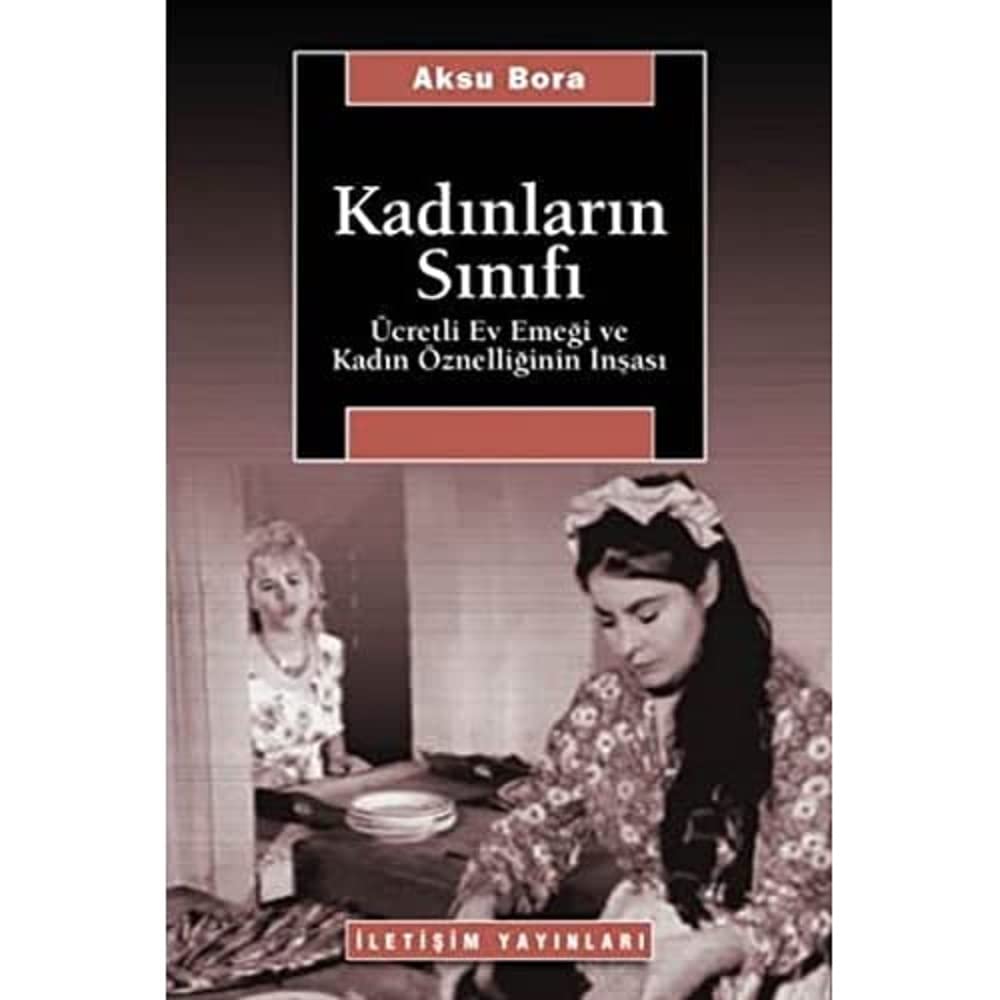 Aksu Bora
Kadınların
Sınıfı
Ücretli Ev Emeği ve
Kadın Öznelliğinin İnşası
İLETİŞİM YAYINLARI